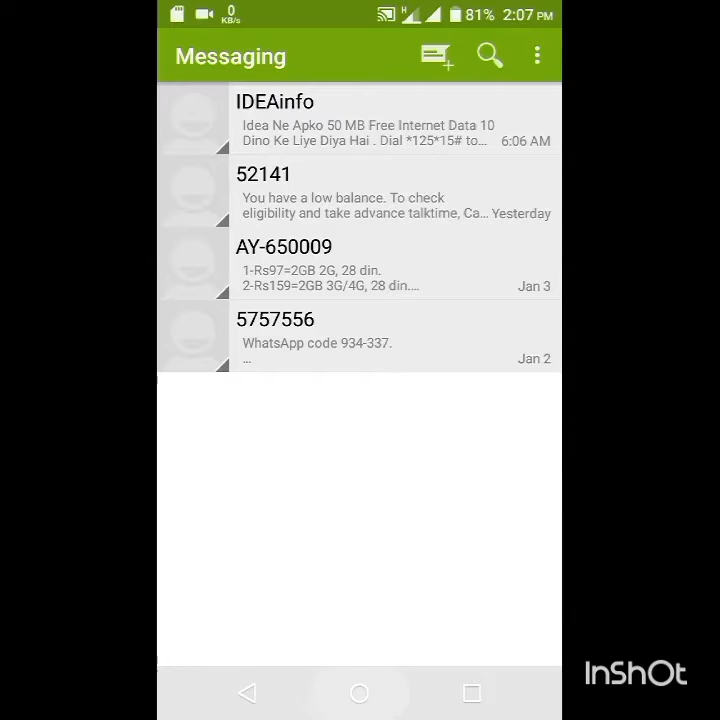 0
KB/s
H
81% 2:07 PM
Messaging
IDEAinfo
Idea Ne Apko 50 MB Free Internet Data 10
Dino Ke Liye Diya Hai . Dial *125*15# to... 6:06 AM
52141
You have a low balance. To check
eligibility and take advance talktime, Ca... Yesterday
AY-650009
1-Rs97=2GB 2G, 28 din.
2-Rs159=2GB 3G/4G, 28 din.... Jan 3
5757556
WhatsApp code 934-337.
... Jan 2
InShOt